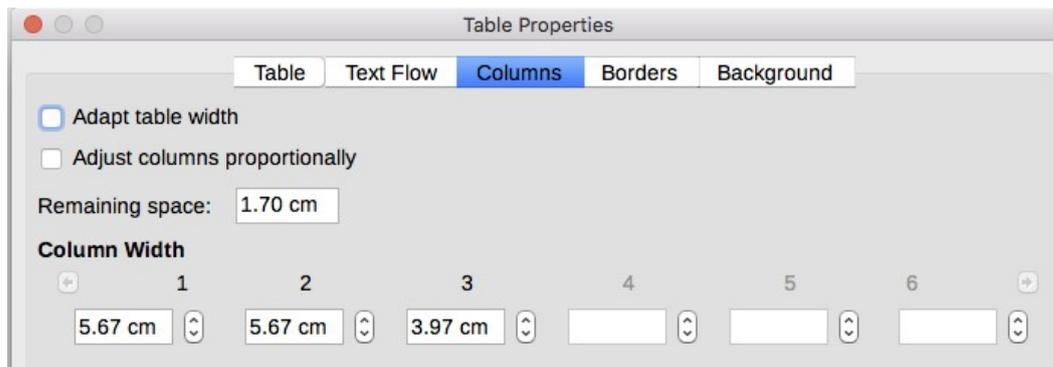 Table Properties
Table Text Flow Columns Borders Background
Adapt table width
Adjust columns proportionally
Remaining space: 1.70 cm
Column Width
1 2 3 4 5 6
5.67 cm 5.67 cm 3.97 cm